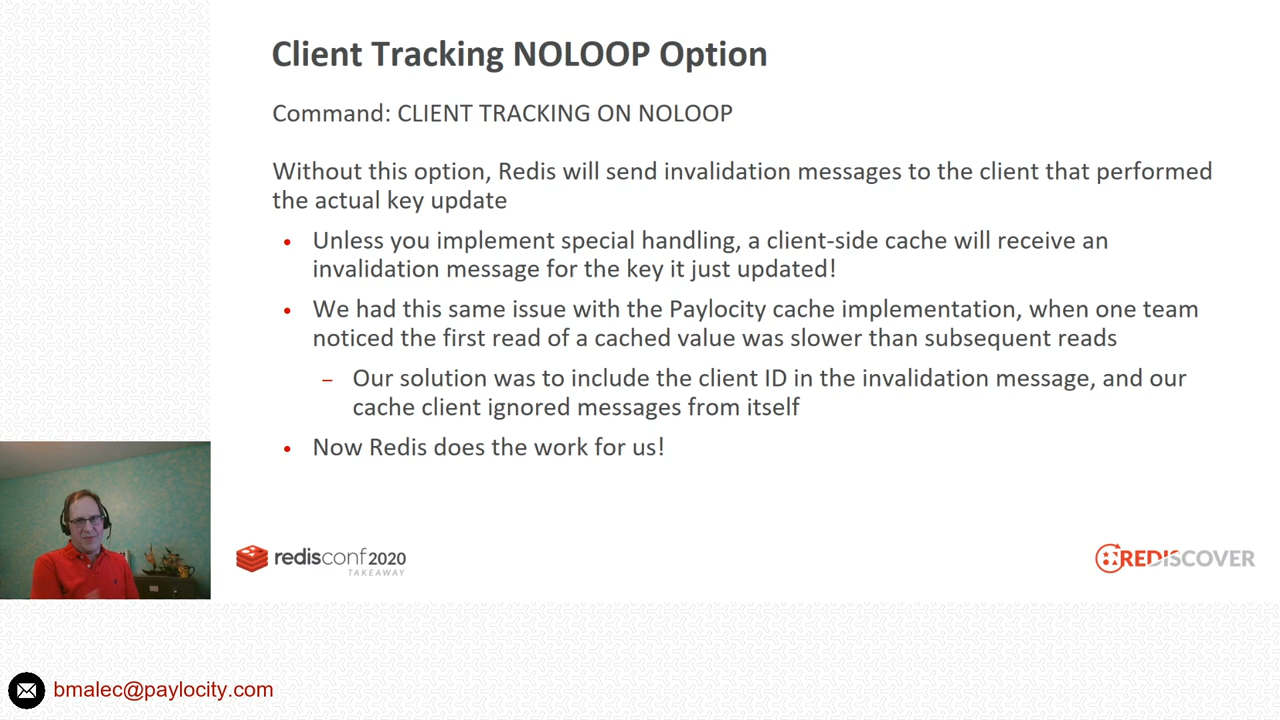 Client Tracking NOLOOP Option
Command: CLIENT TRACKING ON NOLOOP
Without this option, Redis will send invalidation messages to the client that performed
the actual key update
• Unless you implement special handling, a client-side cache will receive an
invalidation message for the key it just updated!
• We had this same issue with the Paylocity cache implementation, when one team
noticed the first read of a cached value was slower than subsequent reads
– Our solution was to include the client ID in the invalidation message, and our
cache client ignored messages from itself
• Now Redis does the work for us!
redisconf 2020
TAKEAWAY
REDISCOVER
bmalec@paylocity.com